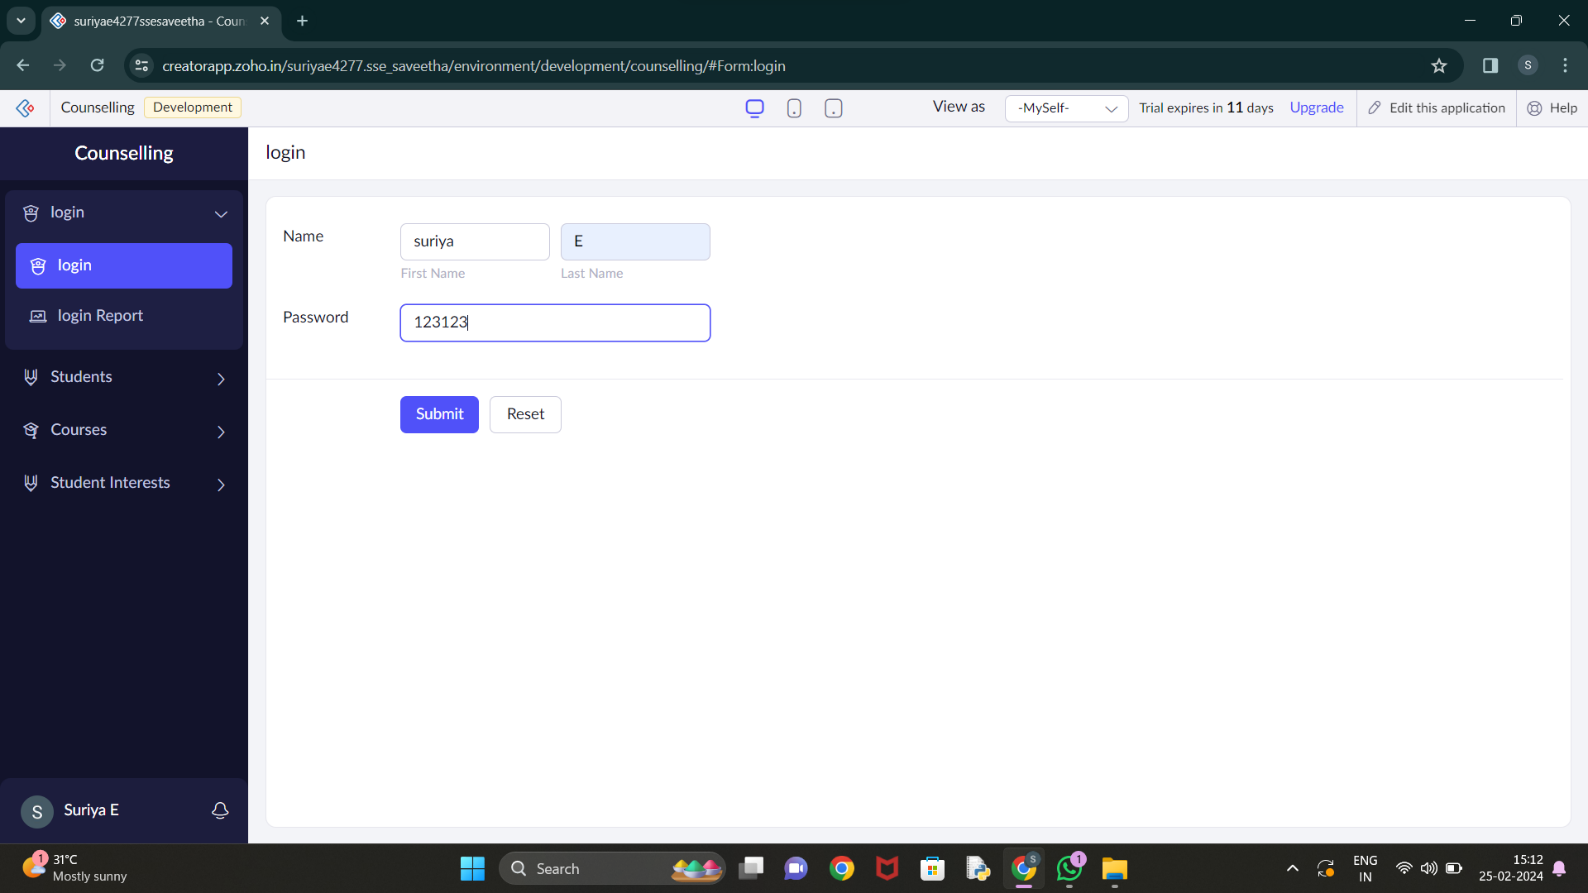 suriyae4277ssesaveetha - Coun
creatorapp.zoho.in/suriyae4277.sse_saveetha/environment/development/counselling/#Form:login
S
Counselling
Development
View as
-MySelf-
Trial expires in 11 days
Upgrade
Edit this application
Help
Counselling
login
login
login Report
Students
Courses
Student Interests
S
Suriya E
login
Name
suriya
E
First Name
Last Name
Password
123123
Submit
Reset
1
31°C
Mostly sunny
Search
S
1
ENG
IN
15:12
25-02-2024